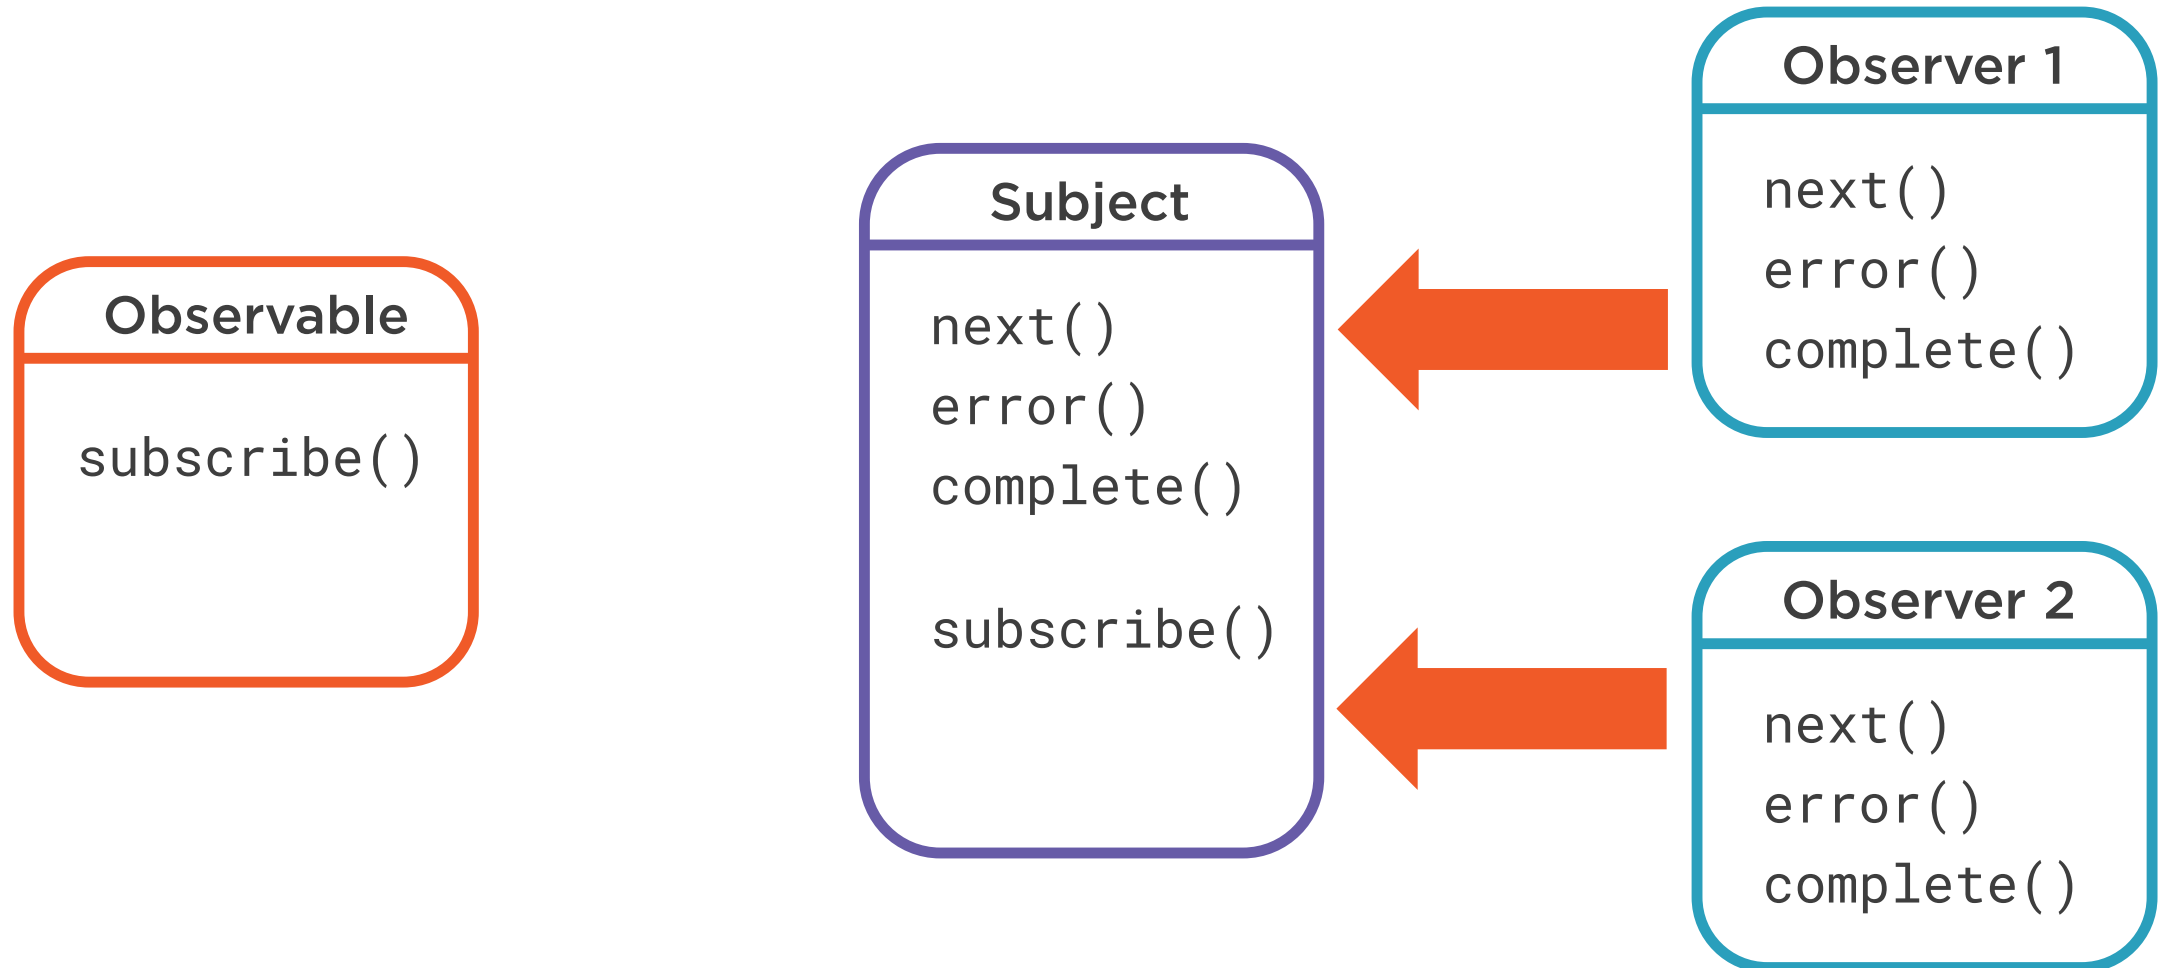 Observable
subscribe()
Subject
next()
error()
complete()
subscribe()
Observer 1
next()
error()
complete()
Observer 2
next()
error()
complete()